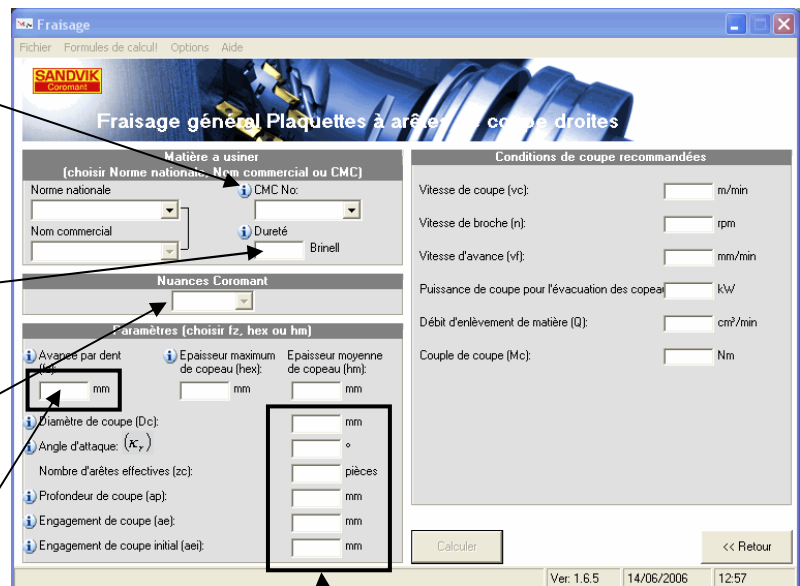 Fraisage
Fichier Formules de calcul! Options Aide
SANDVIK
Coromant
Fraisage général Plaquettes à arêtes de coupe droites
Matière a usiner
(choisir Norme nationale, Nom commercial ou CMC)
Norme nationale
CMC No:
Nom commercial
Dureté
Brinell
Nuances Coromant
Paramètres (choisir fz, hex ou hm)
Avance par dent
(fz):
mm
Epaisseur maximum
de copeau (hex):
mm
Epaisseur moyenne
de copeau (hm):
mm
Diamètre de coupe (Dc): mm
Angle d'attaque: (κr) °
Nombre d'arêtes effectives (zc): pièces
Profondeur de coupe (ap): mm
Engagement de coupe (ae): mm
Engagement de coupe initial (aei): mm
Conditions de coupe recommandées
Vitesse de coupe (vc): m/min
Vitesse de broche (n): rpm
Vitesse d'avance (vf): mm/min
Puissance de coupe pour l'évacuation des copeau kW
Débit d'enlèvement de matière (Q): cm³/min
Couple de coupe (Mc): Nm
Calculer
<< Retour
Ver: 1.6.5 14/06/2006 12:57